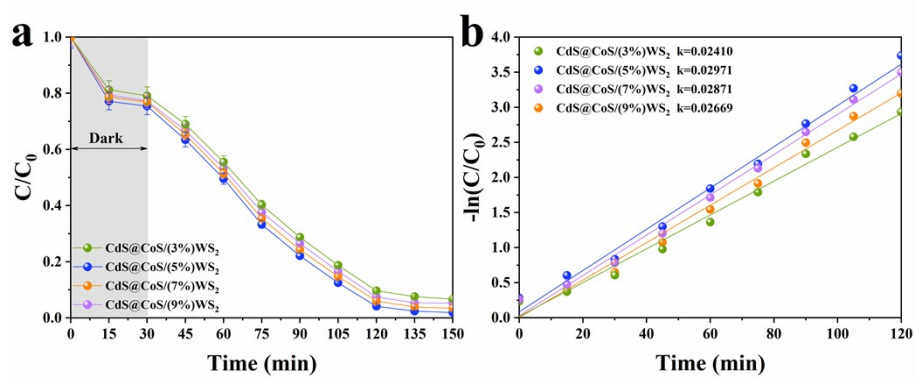 a
C/C0
1.0
0.8
0.6
0.4
0.2
0.0
Dark
CdS@CoS/(3%)WS2
CdS@CoS/(5%)WS2
CdS@CoS/(7%)WS2
CdS@CoS/(9%)WS2
0 15 30 45 60 75 90 105 120 135 150
Time (min)
b
-ln(C/C0)
4.0
3.5
3.0
2.5
2.0
1.5
1.0
0.5
0.0
CdS@CoS/(3%)WS2 k=0.02410
CdS@CoS/(5%)WS2 k=0.02971
CdS@CoS/(7%)WS2 k=0.02871
CdS@CoS/(9%)WS2 k=0.02669
0 20 40 60 80 100 120
Time (min)